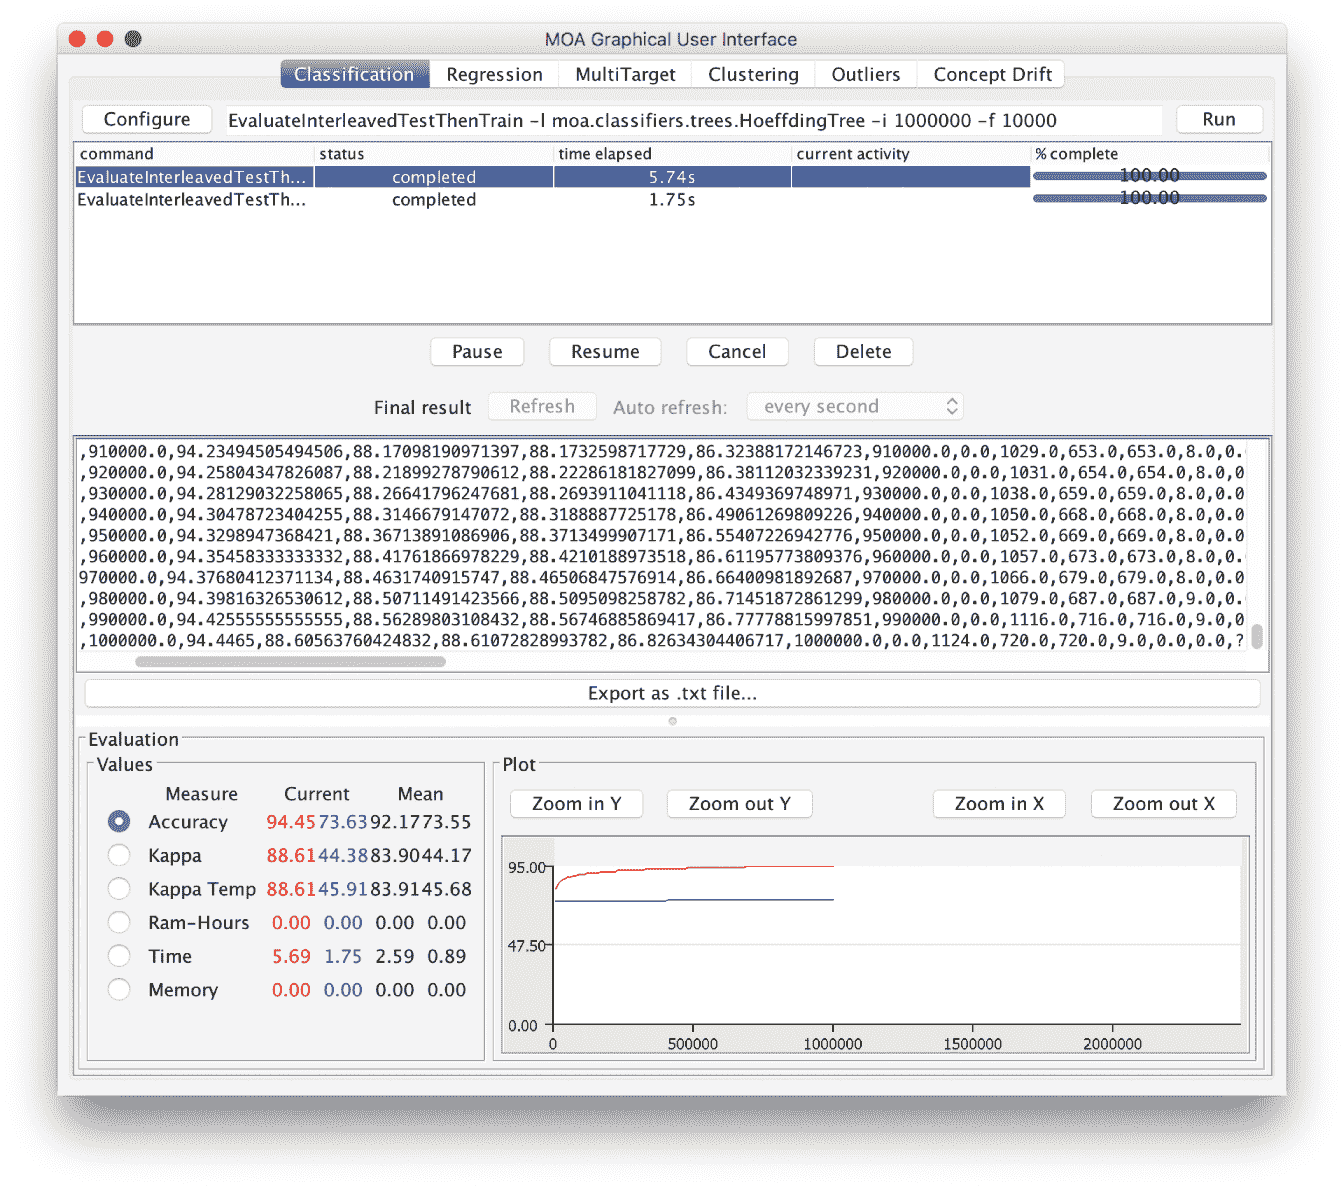 MOA Graphical User Interface
Classification Regression MultiTarget Clustering Outliers Concept Drift
Configure EvaluateInterleavedTestThenTrain -l moa.classifiers.trees.HoeffdingTree -i 1000000 -f 10000 Run
command status time elapsed current activity % complete
EvaluateInterleavedTestTh... completed 5.74s 100.00
EvaluateInterleavedTestTh... completed 1.75s 100.00
Pause Resume Cancel Delete
Final result Refresh Auto refresh: every second
,910000.0,94.23494505494506,88.17098190971397,88.1732598717729,86.32388172146723,910000.0,0.0,1029.0,653.0,653.0,8.0,0.
,920000.0,94.25804347826087,88.21899278790612,88.22286181827099,86.38112032339231,920000.0,0.0,1031.0,654.0,654.0,8.0,0
,930000.0,94.28129032258065,88.26641796247681,88.2693911041118,86.4349369748971,930000.0,0.0,1038.0,659.0,659.0,8.0,0.0
,940000.0,94.30478723404255,88.3146679147072,88.3188887725178,86.49061269809226,940000.0,0.0,1050.0,668.0,668.0,8.0,0.0
,950000.0,94.3298947368421,88.36713891086906,88.3713499907171,86.55407226942776,950000.0,0.0,1052.0,669.0,669.0,8.0,0.0
,960000.0,94.35458333333332,88.41761866978229,88.4210188973518,86.61195773809376,960000.0,0.0,1057.0,673.0,673.0,8.0,0.
970000.0,94.37680412371134,88.4631740915747,88.46506847576914,86.66400981892687,970000.0,0.0,1066.0,679.0,679.0,8.0,0.0
,980000.0,94.39816326530612,88.50711491423566,88.5095098258782,86.71451872861299,980000.0,0.0,1079.0,687.0,687.0,9.0,0.
,990000.0,94.42555555555555,88.56289803108432,88.56746885869417,86.77778815997851,990000.0,0.0,1116.0,716.0,716.0,9.0,0
,1000000.0,94.4465,88.60563760424832,88.61072828993782,86.82634304406717,1000000.0,0.0,1124.0,720.0,720.0,9.0,0.0,0.0,?
Export as .txt file...
Evaluation
Values Plot
Measure Current Mean
Zoom in Y Zoom out Y Zoom in X Zoom out X
Accuracy 94.45 73.63 92.17 73.55
Kappa 88.61 44.38 83.90 44.17
Kappa Temp 88.61 45.91 83.91 45.68
Ram-Hours 0.00 0.00 0.00 0.00
Time 5.69 1.75 2.59 0.89
Memory 0.00 0.00 0.00 0.00
95.00
47.50
0.00
0 500000 1000000 1500000 2000000